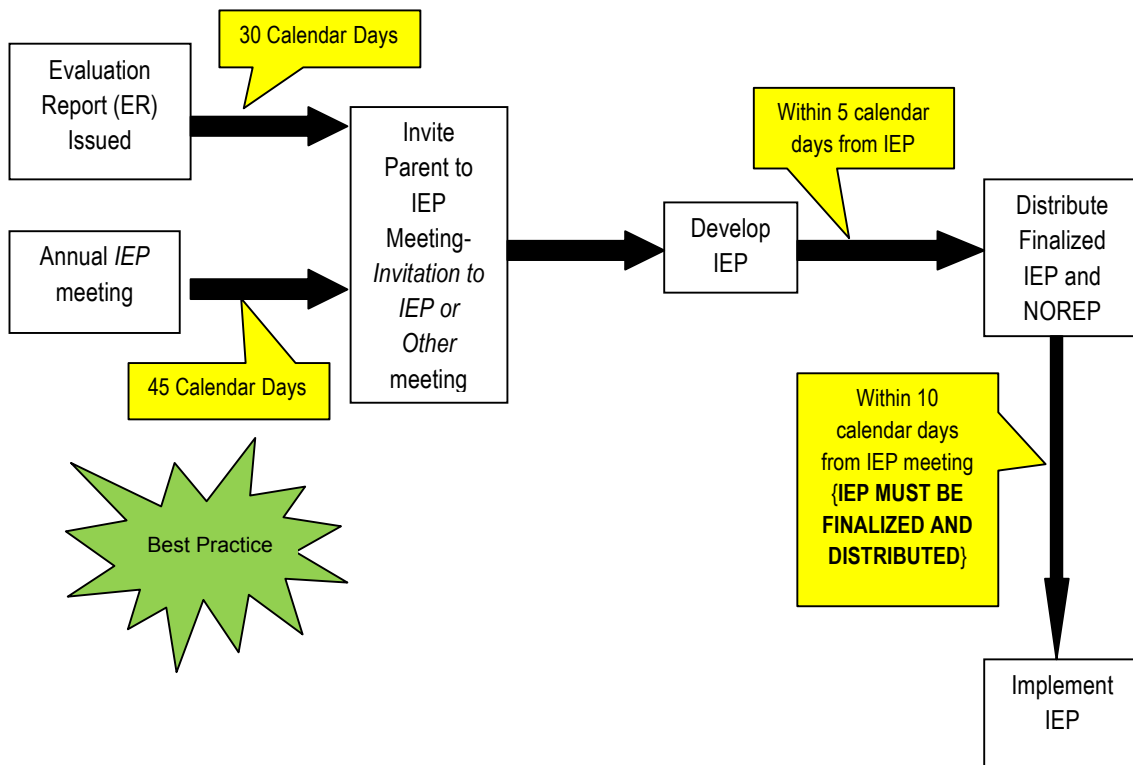 30 Calendar Days
Evaluation
Report (ER)
Issued
Annual IEP
meeting
45 Calendar Days
Best Practice
Invite
Parent to
IEP
Meeting-
Invitation to
IEP or
Other
meeting
Develop
IEP
Within 5 calendar
days from IEP
Distribute
Finalized
IEP and
NOREP
Within 10
calendar days
from IEP meeting
{IEP MUST BE
FINALIZED AND
DISTRIBUTED}
Implement
IEP